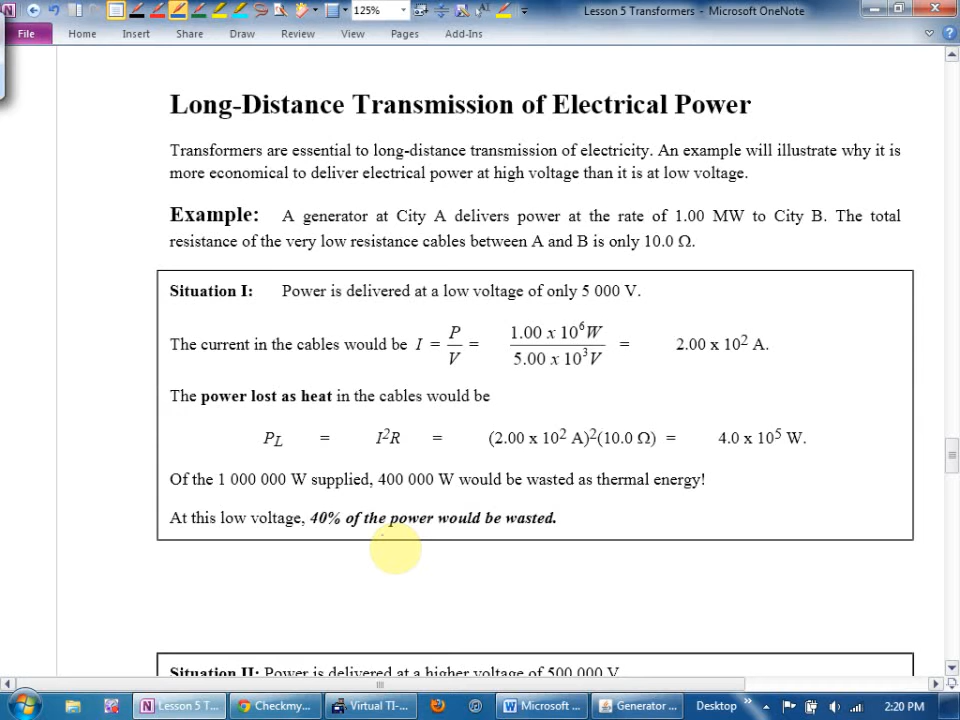 Lesson 5 Transformers - Microsoft OneNote
125%
File Home Insert Share Draw Review View Pages Add-Ins
Long-Distance Transmission of Electrical Power
Transformers are essential to long-distance transmission of electricity. An example will illustrate why it is
more economical to deliver electrical power at high voltage than it is at low voltage.
Example: A generator at City A delivers power at the rate of 1.00 MW to City B. The total
resistance of the very low resistance cables between A and B is only 10.0 Ω.
Situation I: Power is delivered at a low voltage of only 5 000 V.
The current in the cables would be I = P/V = 1.00 x 10⁶W / 5.00 x 10³V = 2.00 x 10² A.
The power lost as heat in the cables would be
PL = I²R = (2.00 x 10² A)²(10.0 Ω) = 4.0 x 10⁵ W.
Of the 1 000 000 W supplied, 400 000 W would be wasted as thermal energy!
At this low voltage, 40% of the power would be wasted.
Situation II: Power is delivered at a higher voltage of 500 000 V.
Lesson 5 T... Checkmy... Virtual TI-... Microsoft ... Generator ... Desktop 2:20 PM